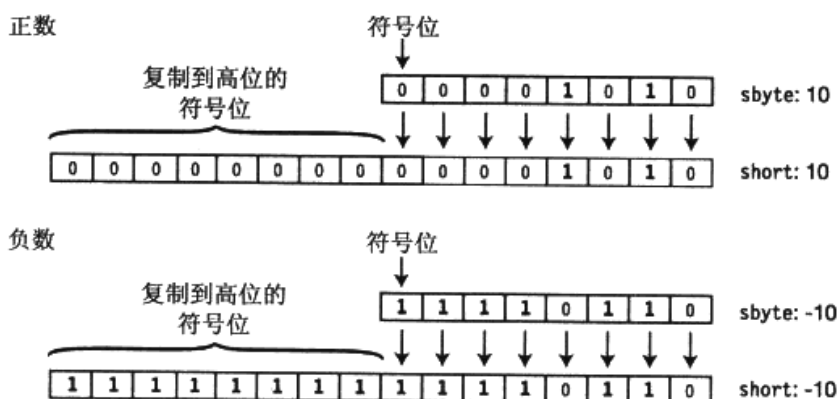 正数
符号位
复制到高位的
符号位
0 0 0 0 1 0 1 0 sbyte: 10
0 0 0 0 0 0 0 0 0 0 0 0 1 0 1 0 short: 10
负数
符号位
复制到高位的
符号位
1 1 1 1 0 1 1 0 sbyte: -10
1 1 1 1 1 1 1 1 1 1 1 1 0 1 1 0 short: -10